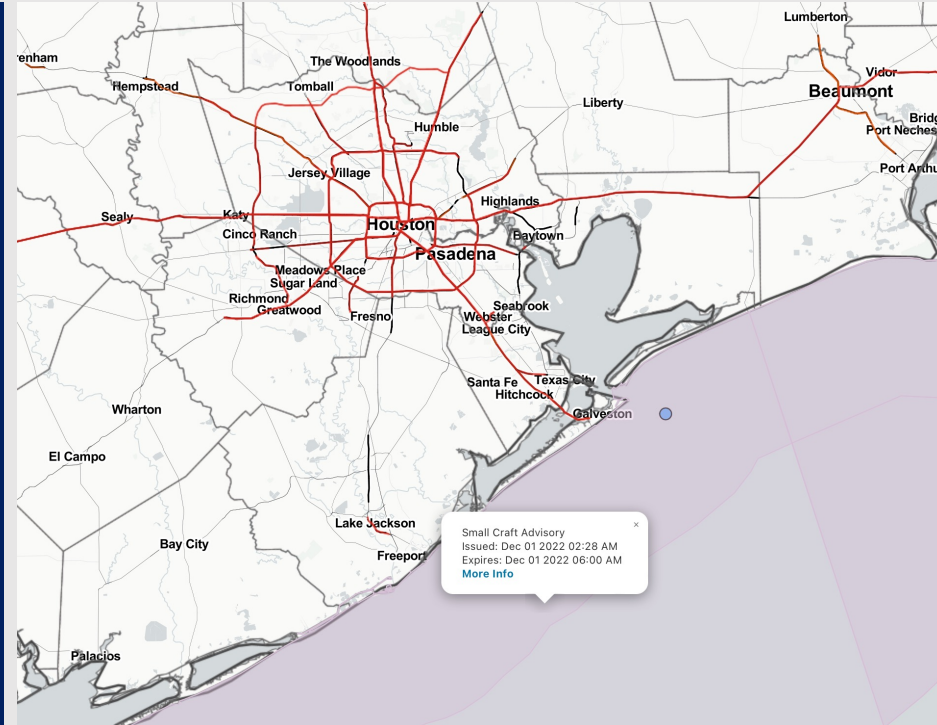 Lumberton
renham
The Woodlands
Vidor
Hempstead
Tomball
Beaumont
Liberty
Bridg
Humble
Port Neches
Port Arthu
Jersey Village
Highlands
Sealy
Katy
Houston
Cinco Ranch
Baytown
Pasadena
Meadows Place
Sugar Land
Richmond
Greatwood
Fresno
Seabrook
Webster
League City
Santa Fe
Texas City
Hitchcock
Wharton
Galveston
El Campo
Lake Jackson
Bay City
Freeport
Palacios
×
Small Craft Advisory
Issued: Dec 01 2022 02:28 AM
Expires: Dec 01 2022 06:00 AM
More Info